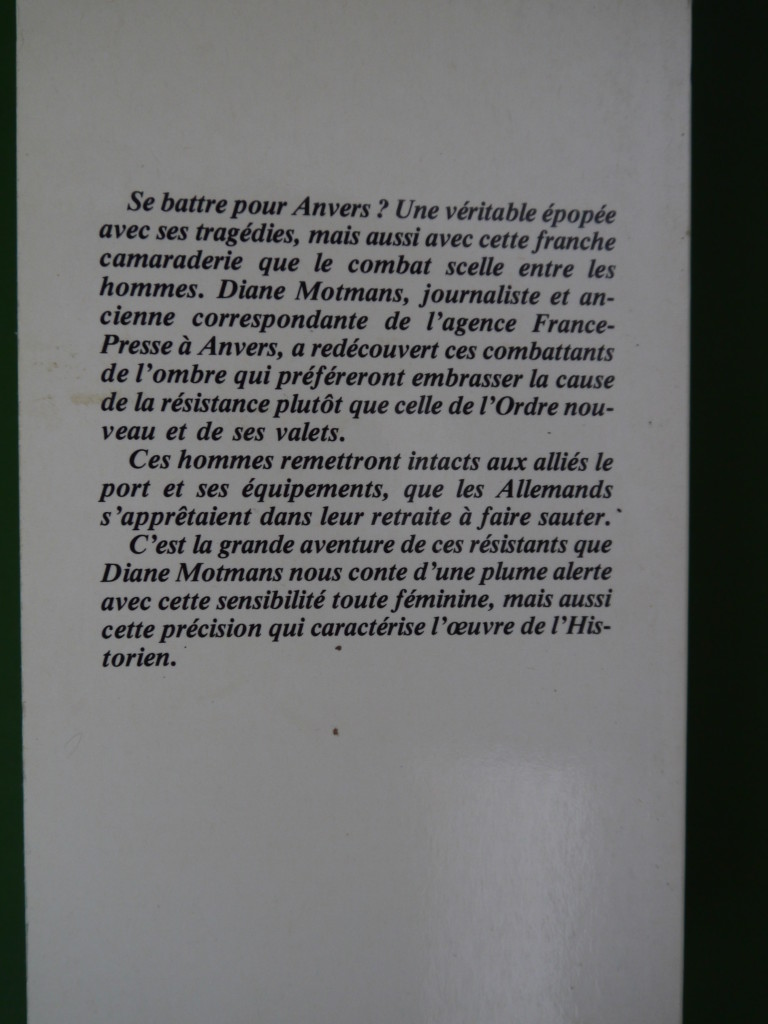 Se battre pour Anvers ? Une véritable épopée
avec ses tragédies, mais aussi avec cette franche
camaraderie que le combat scelle entre les
hommes. Diane Motmans, journaliste et an-
cienne correspondante de l'agence France-
Presse à Anvers, a redécouvert ces combattants
de l'ombre qui préféreront embrasser la cause
de la résistance plutôt que celle de l'Ordre nou-
veau et de ses valets.
Ces hommes remettront intacts aux alliés le
port et ses équipements, que les Allemands
s'apprêtaient dans leur retraite à faire sauter.
C'est la grande aventure de ces résistants que
Diane Motmans nous conte d'une plume alerte
avec cette sensibilité toute féminine, mais aussi
cette précision qui caractérise l'œuvre de l'His-
torien.